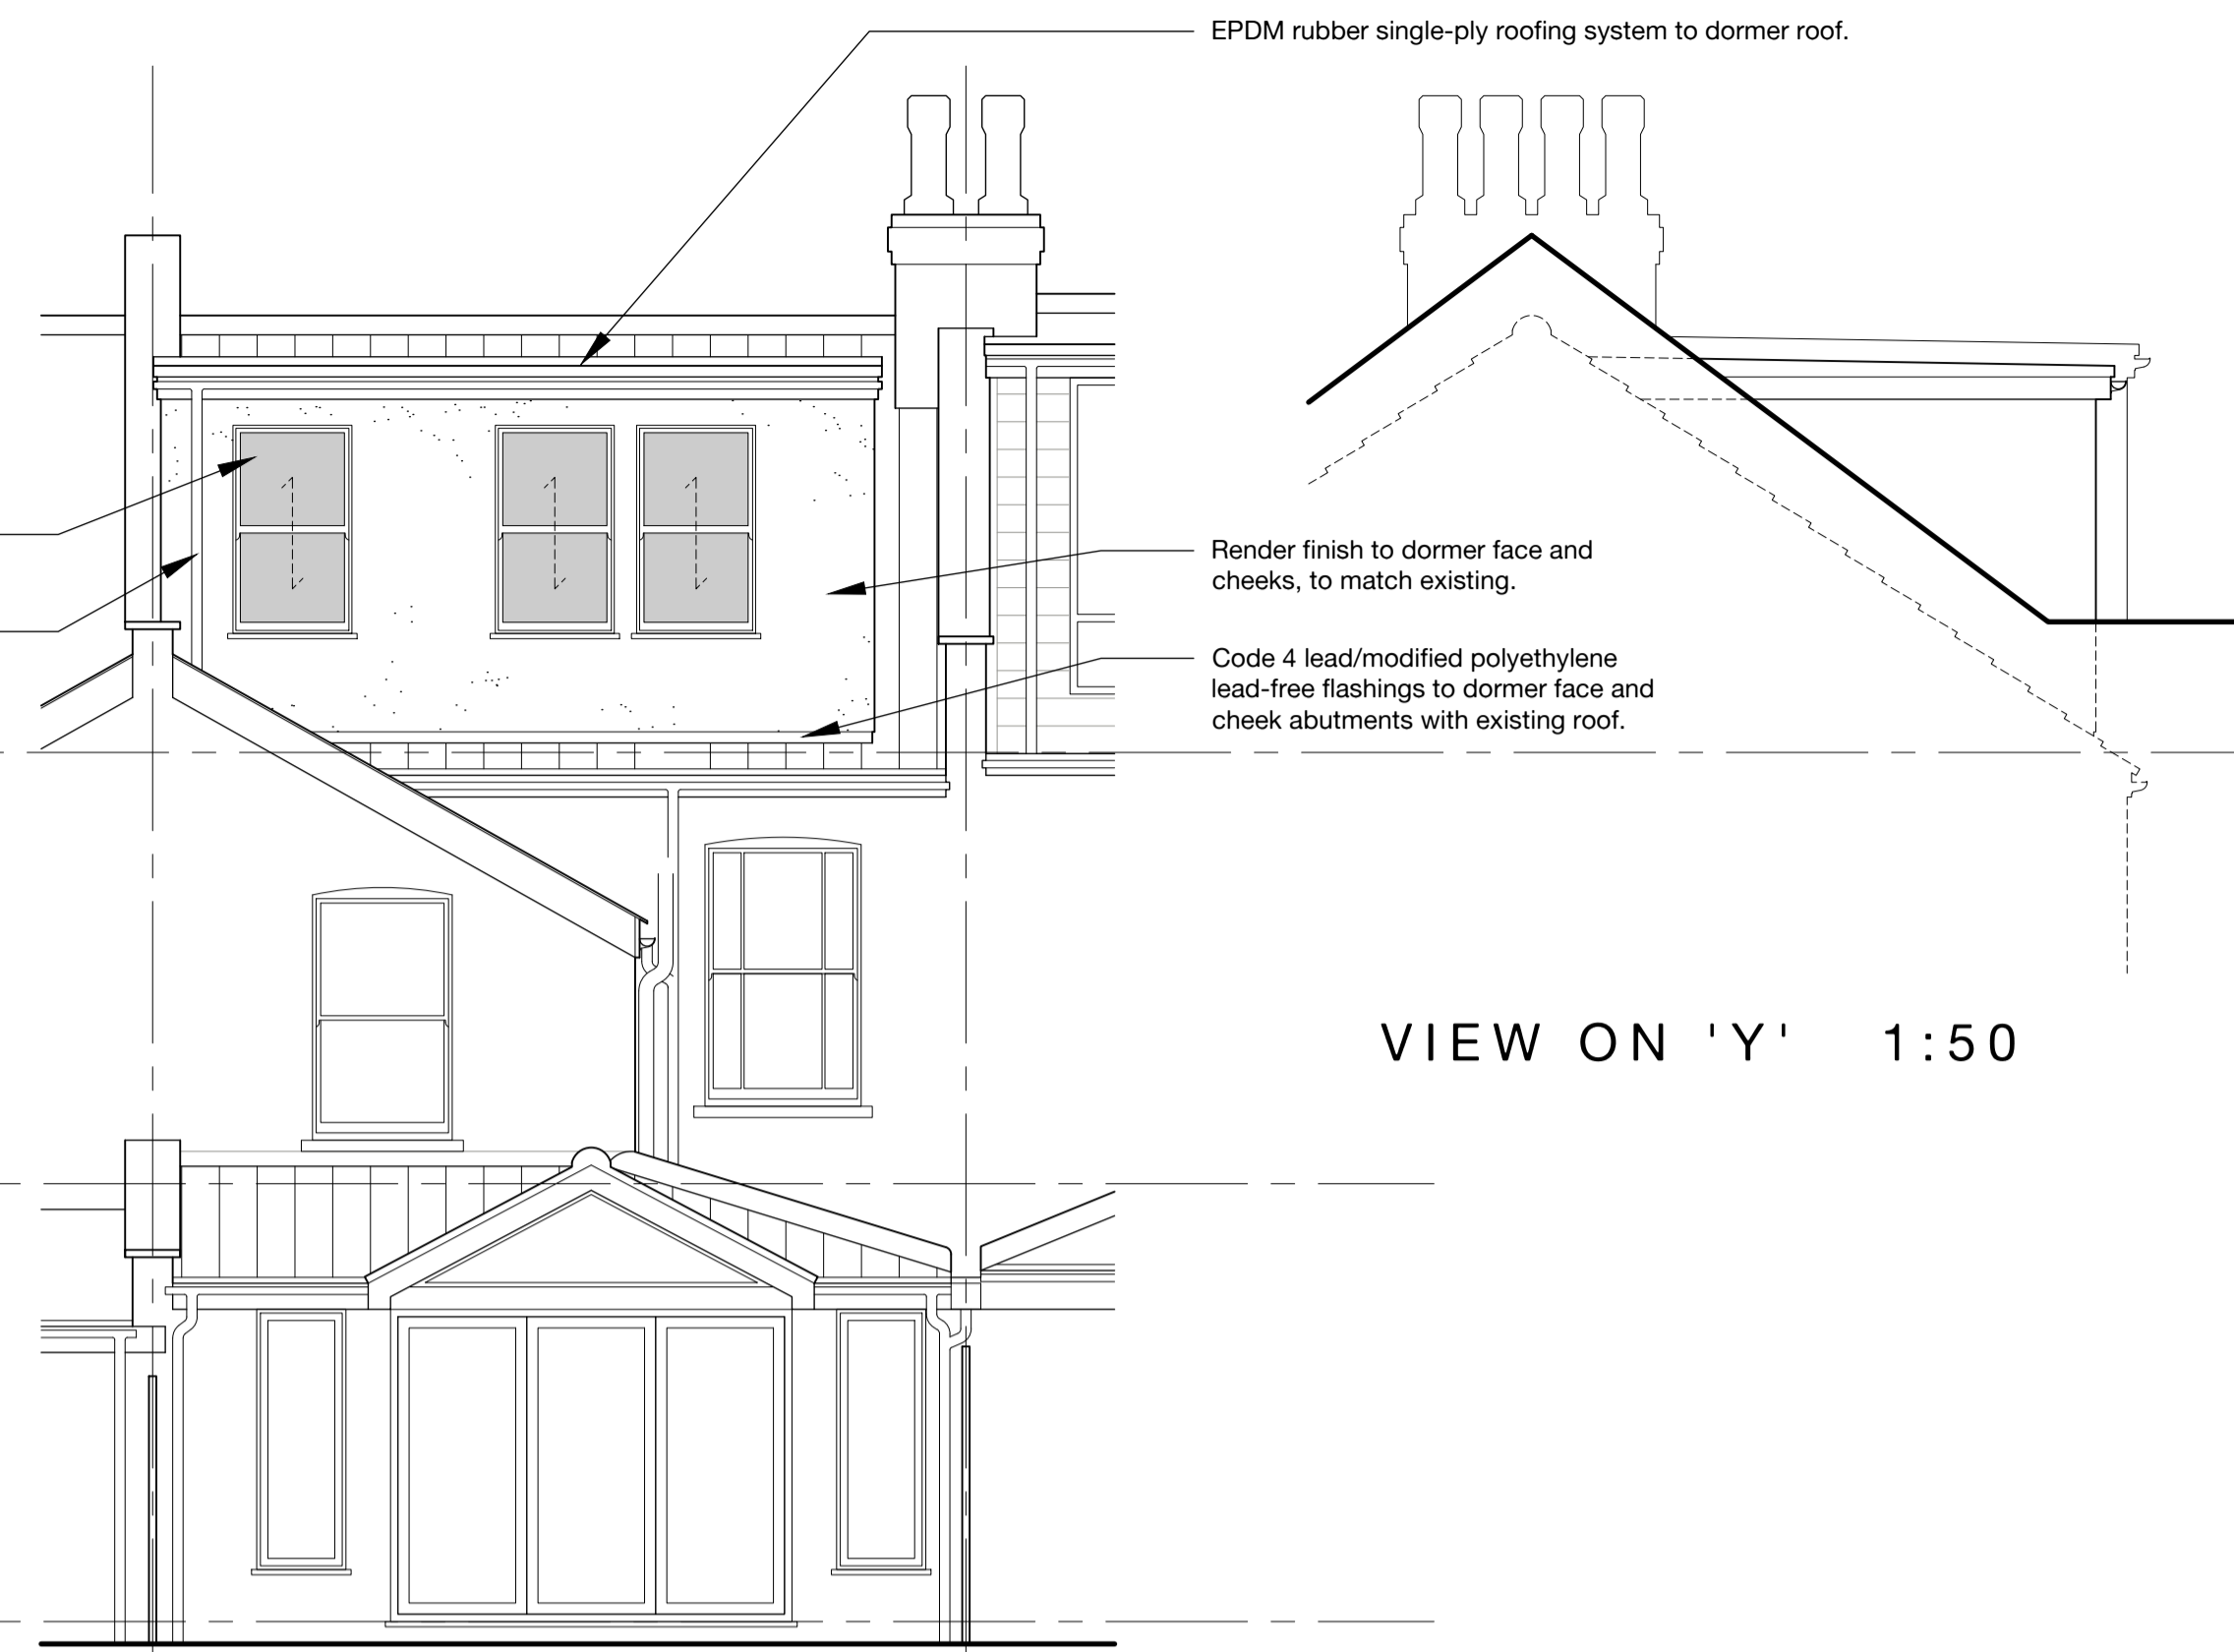 EPDM rubber single-ply roofing system to dormer roof.
Render finish to dormer face and
cheeks, to match existing.
Code 4 lead/modified polyethylene
lead-free flashings to dormer face and
cheek abutments with existing roof.
VIEW ON 'Y' 1:50